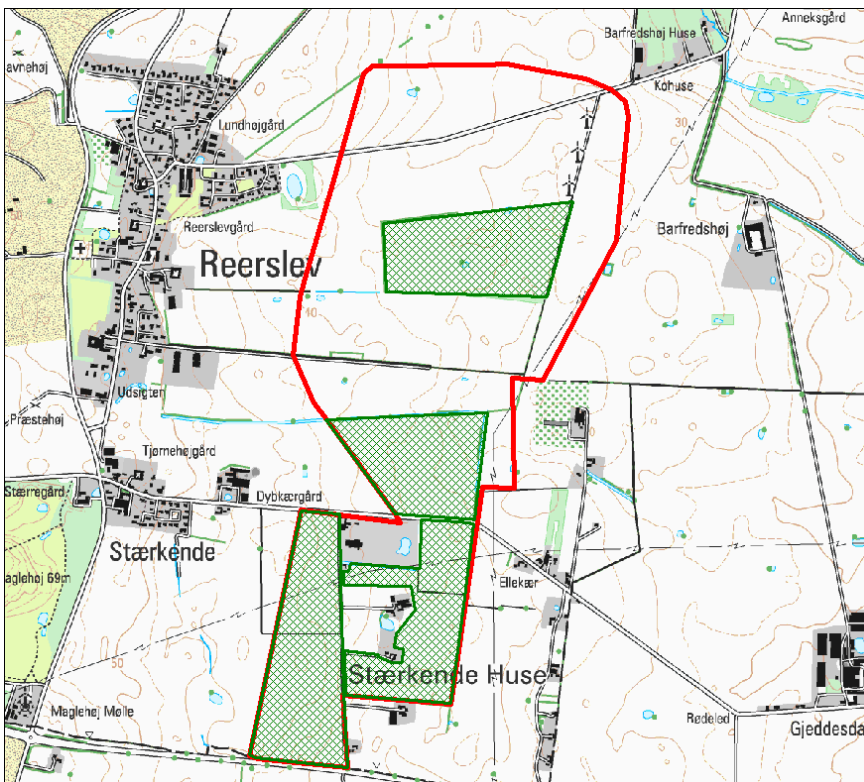 Anneksgård
Barfredshøj Huse
avnehøj
Kohuse
Lundhøjgård
30
Reerslevgård
Barfredshøj
Reerslev
40
Udsigten
Præstehøj
Tjørnehøjgård
Stærregård
Dybkærgård
Stærkende
aglehøj 69m
Ellekær
50
Stærkende Huse
Maglehøj Mølle
Rødeled
Gjeddesda